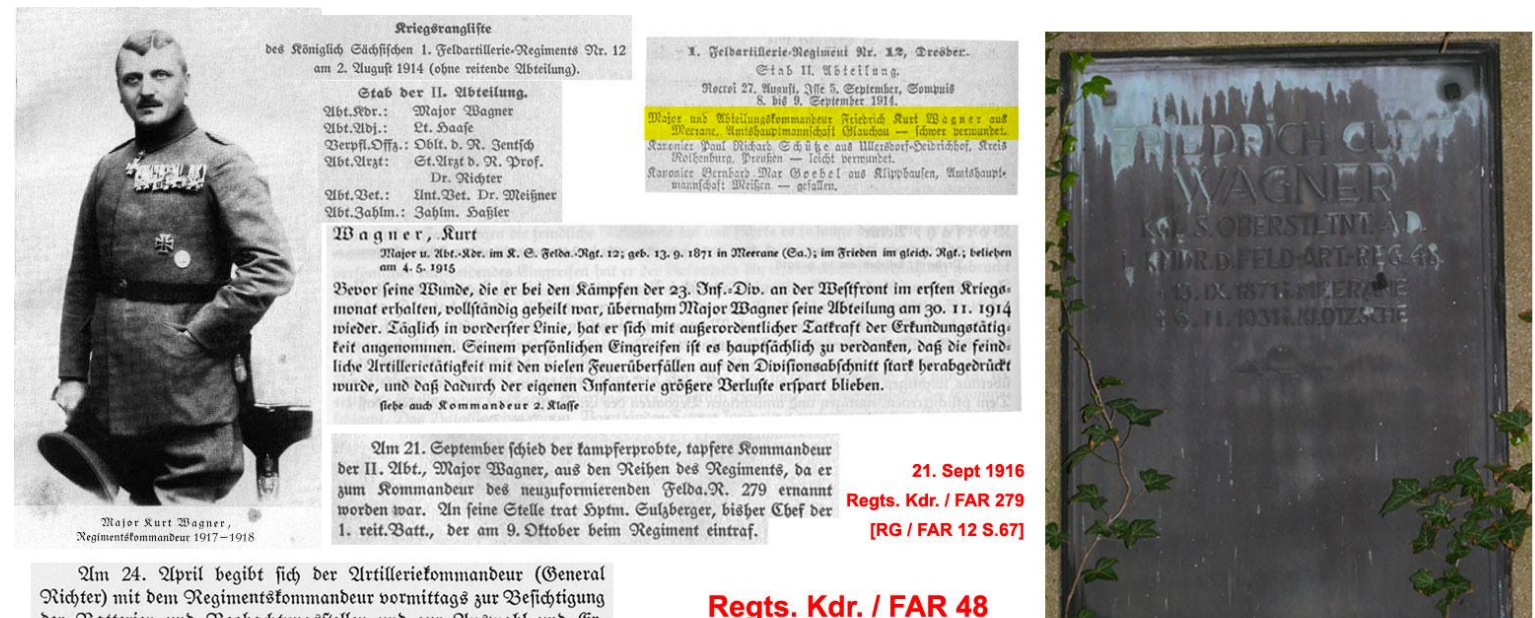 Kriegsrangliste
des Königlich Sächsischen 1. Feldartillerie-Regiments Nr. 12
am 2. August 1914 (ohne reitende Abteilung).
Stab der II. Abteilung.
Abt.Kdr.: Major Wagner
Abt.Adj.: Lt. Haase
Verpfl.Offz.: Oblt. d. R. Jentsch
Abt.Arzt: St.Arzt d. R. Prof.
Dr. Richter
Abt.Vet.: Unt.Vet. Dr. Meißner
Abt.Zahlm.: Zahlm. Haßler
1. Feldartillerie-Regiment Nr. 12, Dresden.
Stab II. Abteilung.
Rocroi 27. August, Isse 5. September, Sompuis
8. bis 9. September 1914.
Major und Abteilungskommandeur Friedrich Kurt Wagner aus
Meerane, Amtshauptmannschaft Glauchau — schwer verwundet.
Kanonier Paul Richard Schütze aus Ullersdorf-Heidrichhof, Kreis
Rothenburg, Preußen — leicht verwundet.
Kanonier Bernhard Max Goebel aus Klipphausen, Amtshaupt-
mannschaft Meißen — gefallen.
Wagner, Kurt
Major u. Abt.-Kdr. im K. S. Felda.-Rgt. 12; geb. 13. 9. 1871 in Meerane (Sa.); im Frieden im gleich. Rgt.; beliehen
am 4. 5. 1915
Bevor seine Wunde, die er bei den Kämpfen der 23. Inf.-Div. an der Westfront im ersten Kriegs-
monat erhalten, vollständig geheilt war, übernahm Major Wagner seine Abteilung am 30. 11. 1914
wieder. Täglich in vorderster Linie, hat er sich mit außerordentlicher Tatkraft der Erkundungstätig-
keit angenommen. Seinem persönlichen Eingreifen ist es hauptsächlich zu verdanken, daß die feind-
liche Artillerietätigkeit mit den vielen Feuerüberfällen auf den Divisionsabschnitt stark herabgedrückt
wurde, und daß dadurch der eigenen Infanterie größere Verluste erspart blieben.
siehe auch Kommandeur 2. Klasse
Am 21. September schied der kampferprobte, tapfere Kommandeur
der II. Abt., Major Wagner, aus den Reihen des Regiments, da er
zum Kommandeur des neuzuformierenden Felda.R. 279 ernannt
worden war. An seine Stelle trat Hptm. Sulzberger, bisher Chef der
1. reit.Batt., der am 9. Oktober beim Regiment eintraf.
21. Sept 1916
Regts. Kdr. / FAR 279
[RG / FAR 12 S.67]
Major Kurt Wagner,
Regimentskommandeur 1917–1918
Am 24. April begibt sich der Artilleriekommandeur (General
Richter) mit dem Regimentskommandeur vormittags zur Besichtigung
der Batterien und Beobachtungsstellen und zur Auswahl und
Regts. Kdr. / FAR 48
FRIEDRICH CURT
WAGNER
KGL. S. OBERSTLTNT. A.D.
KMDR. D. FELD-ART-REG. 48
13. IX. 1871 i. MEERANE
6. 11. 1931 i. KLOTZSCHE